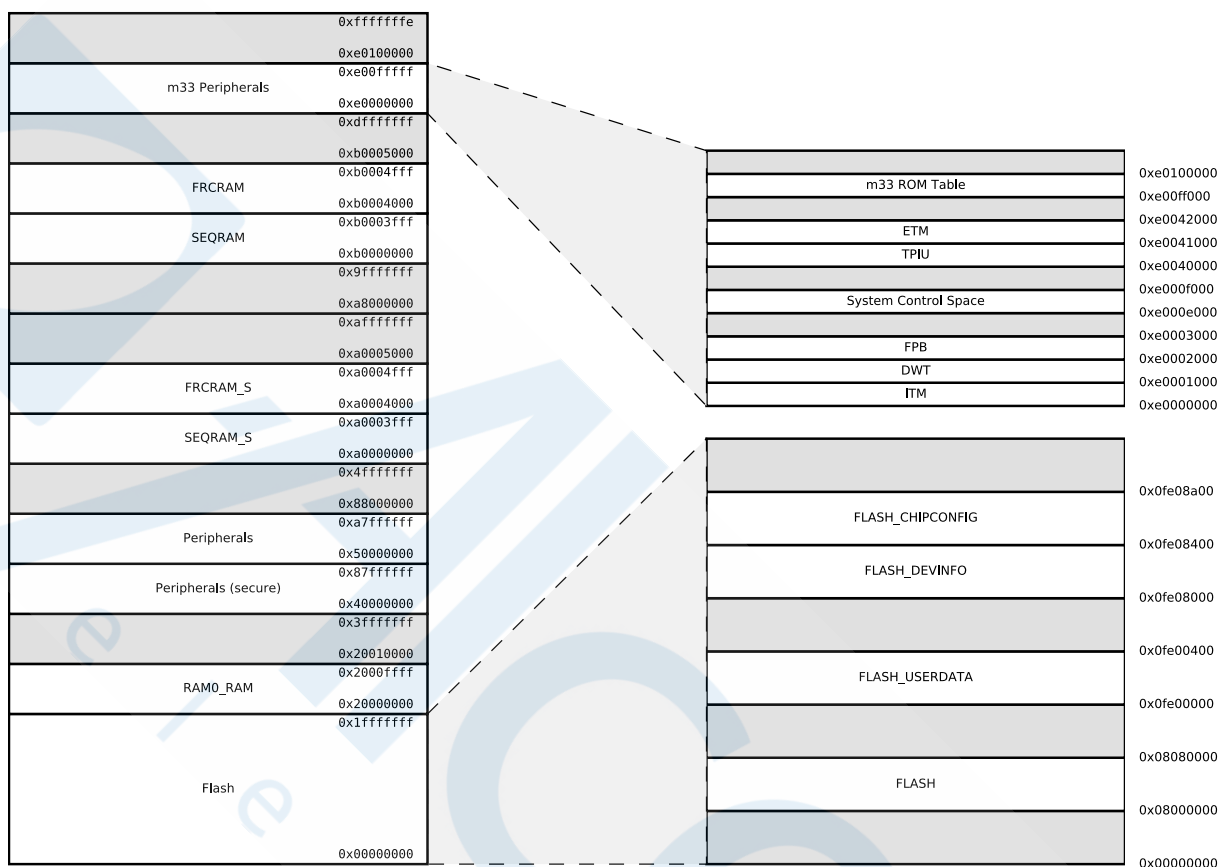 0xfffffffe
0xe0100000
0xe00fffff
m33 Peripherals
0xe0000000
0xdfffffff
0xb0005000
0xb0004fff
FRCRAM
0xb0004000
0xb0003fff
SEQRAM
0xb0000000
0x9fffffff
0xa8000000
0xafffffff
0xa0005000
0xa0004fff
FRCRAM_S
0xa0004000
0xa0003fff
SEQRAM_S
0xa0000000
0x4fffffff
0x88000000
0xa7ffffff
Peripherals
0x50000000
0x87ffffff
Peripherals (secure)
0x40000000
0x3fffffff
0x20010000
0x2000ffff
RAM0_RAM
0x20000000
0x1fffffff
Flash
0x00000000
0xe0100000
m33 ROM Table
0xe00ff000
0xe0042000
ETM
0xe0041000
TPIU
0xe0040000
0xe000f000
System Control Space
0xe000e000
0xe0003000
FPB
0xe0002000
DWT
0xe0001000
ITM
0xe0000000
0x0fe08a00
FLASH_CHIPCONFIG
0x0fe08400
FLASH_DEVINFO
0x0fe08000
0x0fe00400
FLASH_USERDATA
0x0fe00000
0x08080000
FLASH
0x08000000
0x00000000